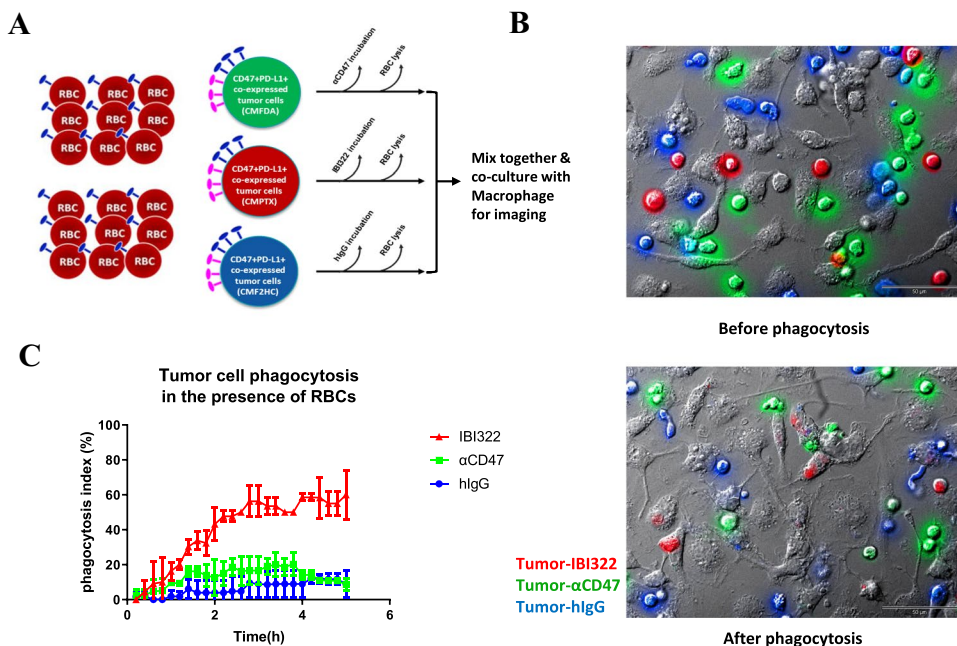 A
RBC RBC RBC
RBC RBC RBC
RBC RBC RBC
RBC RBC RBC
RBC RBC RBC
RBC RBC RBC
CD47+PD-L1+
co-expressed
tumor cells
(CMFDA)
αCD47 incubation
RBC lysis
CD47+PD-L1+
co-expressed
tumor cells
(CMPTX)
IBI322 incubation
RBC lysis
CD47+PD-L1+
co-expressed
tumor cells
(CMF2HC)
hIgG incubation
RBC lysis
Mix together &
co-culture with
Macrophage
for imaging
B
50 μm
Before phagocytosis
50 μm
After phagocytosis
Tumor-IBI322
Tumor-αCD47
Tumor-hIgG
C
Tumor cell phagocytosis
in the presence of RBCs
phagocytosis index (%)
100
80
60
40
20
0
0 2 4 6
Time(h)
IBI322
αCD47
hIgG